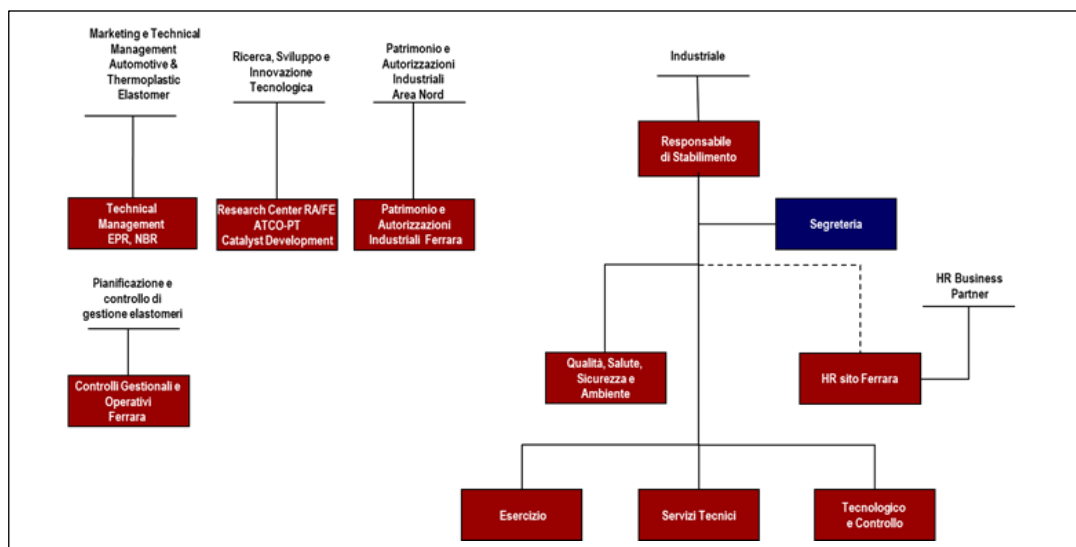 Marketing e Technical
Management
Automotive &
Thermoplastic
Elastomer
Ricerca, Sviluppo e
Innovazione
Tecnologica
Patrimonio e
Autorizzazioni
Industriali
Area Nord
Industriale
Responsabile
di Stabilimento
Technical
Management
EPR, NBR
Research Center RA/FE
ATCO-PT
Catalyst Development
Patrimonio e
Autorizzazioni
Industriali Ferrara
Segreteria
Pianificazione e
controllo di
gestione elastomeri
HR Business
Partner
Controlli Gestionali e
Operativi
Ferrara
Qualità, Salute,
Sicurezza e
Ambiente
HR sito Ferrara
Esercizio
Servizi Tecnici
Tecnologico
e Controllo